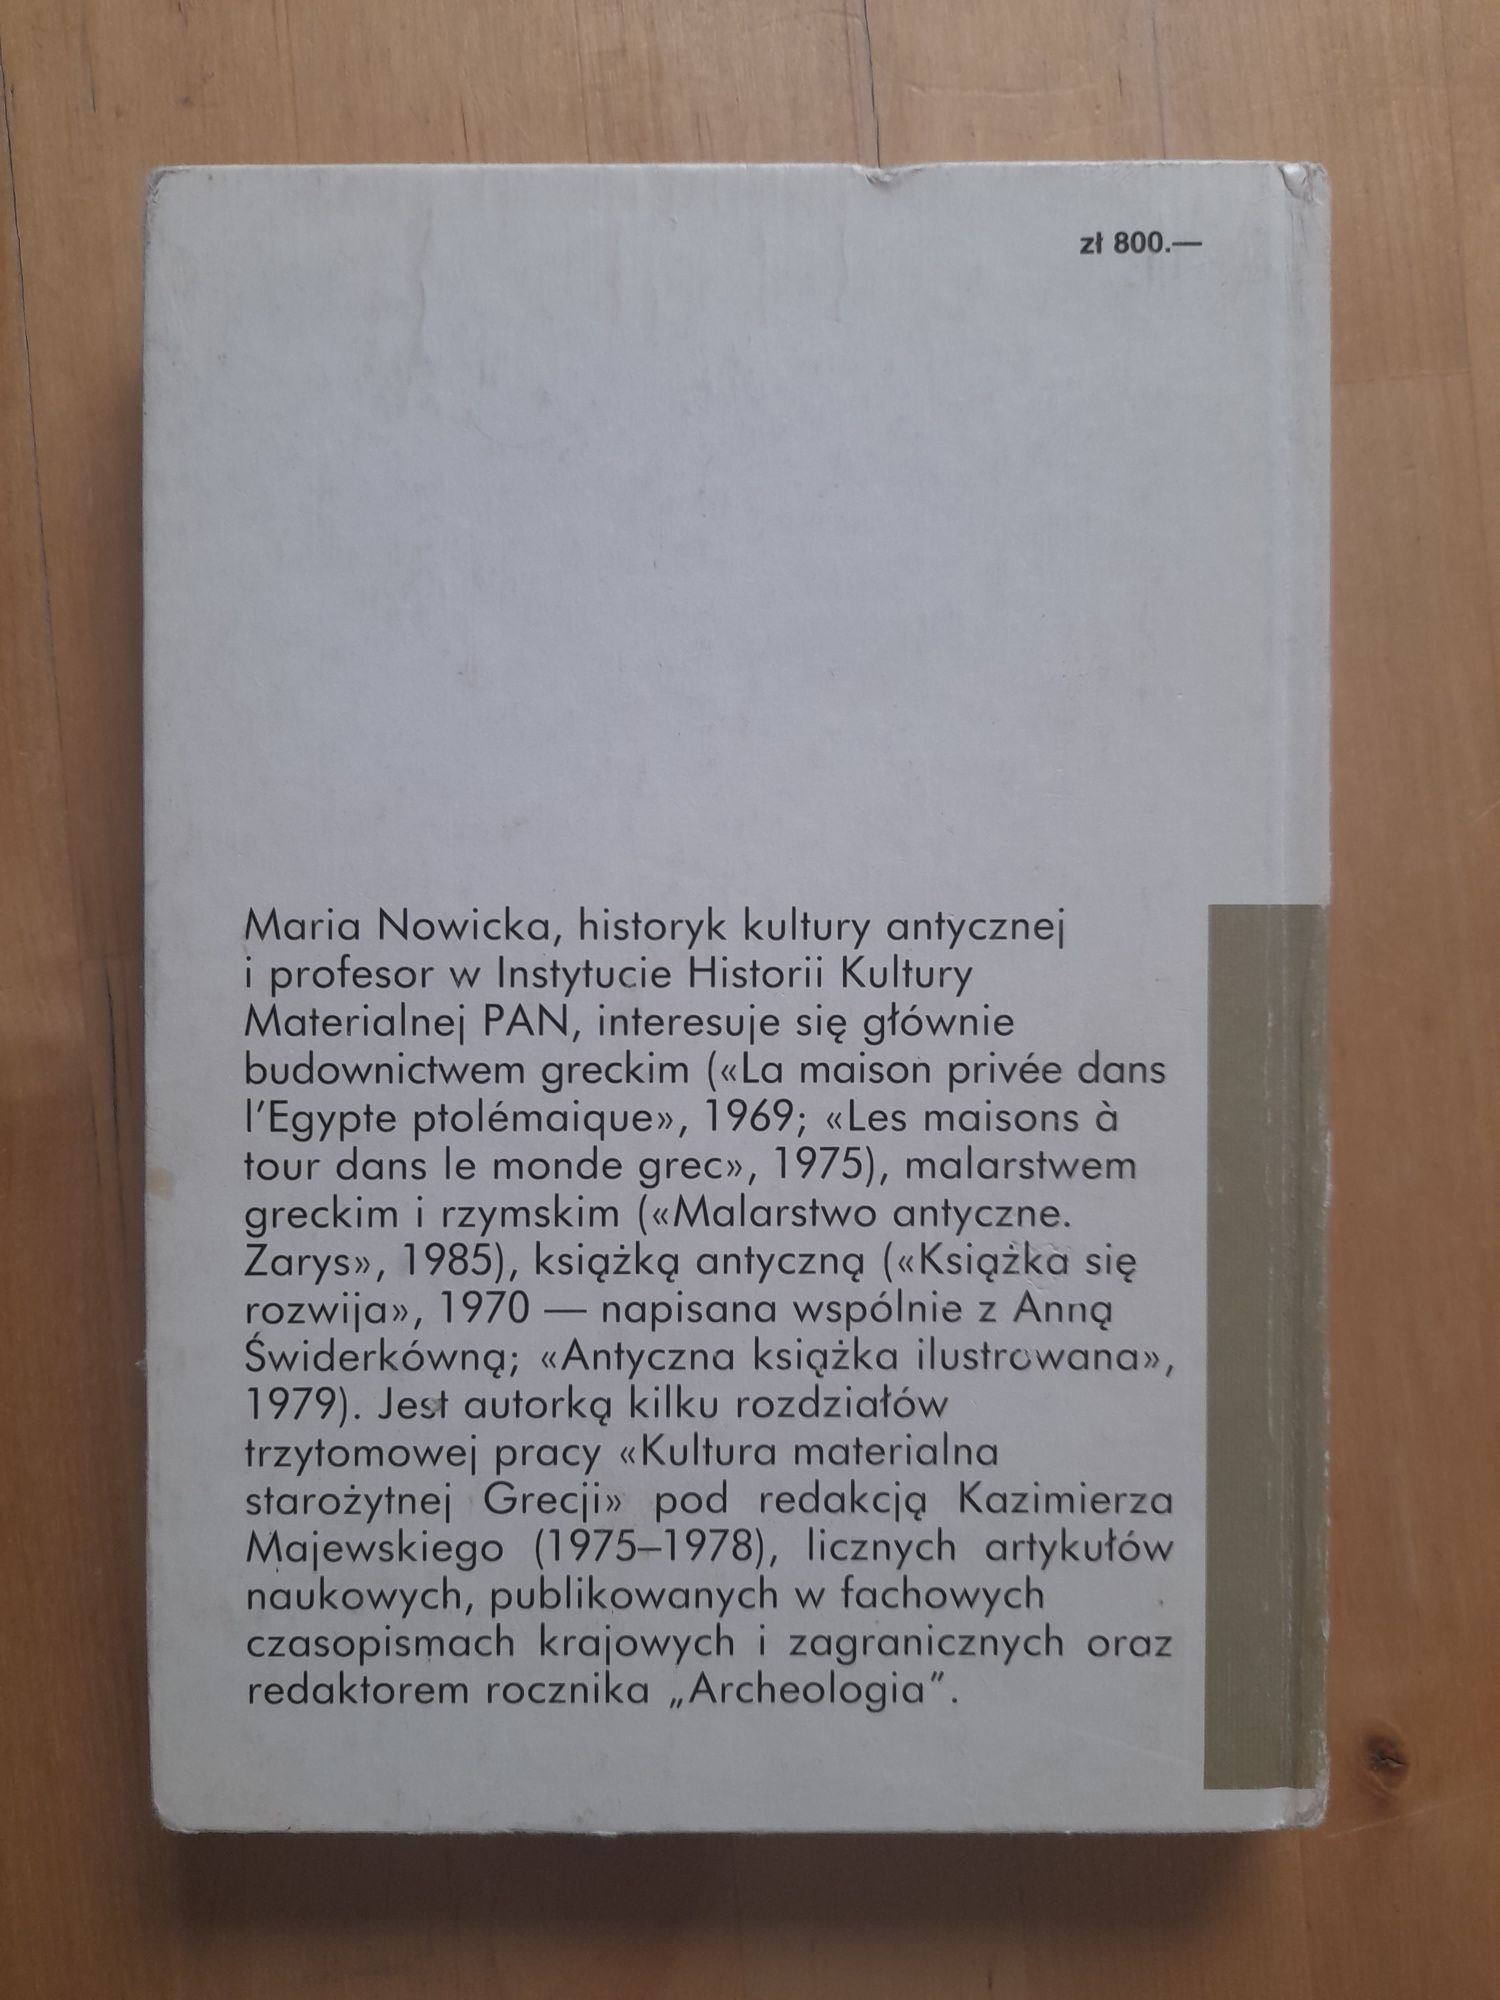 zł 800.—
Maria Nowicka, historyk kultury antycznej
i profesor w Instytucie Historii Kultury
Materialnej PAN, interesuje się głównie
budownictwem greckim («La maison privée dans
l'Egypte ptolémaique», 1969; «Les maisons à
tour dans le monde grec», 1975), malarstwem
greckim i rzymskim («Malarstwo antyczne.
Zarys», 1985), książką antyczną («Książka się
rozwija», 1970 — napisana wspólnie z Anną
Świderkówną; «Antyczna książka ilustrowana»,
1979). Jest autorką kilku rozdziałów
trzytomowej pracy «Kultura materialna
starożytnej Grecji» pod redakcją Kazimierza
Majewskiego (1975–1978), licznych artykułów
naukowych, publikowanych w fachowych
czasopismach krajowych i zagranicznych oraz
redaktorem rocznika „Archeologia”.